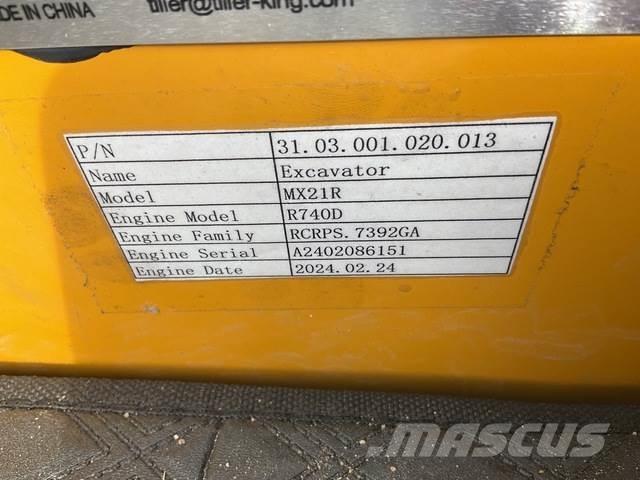 DE IN CHINA
tiller@tiller-king.com
P/N 31.03.001.020.013
Name Excavator
Model MX21R
Engine Model R740D
Engine Family RCRPS.7392GA
Engine Serial A2402086151
Engine Date 2024.02.24
MASCUS